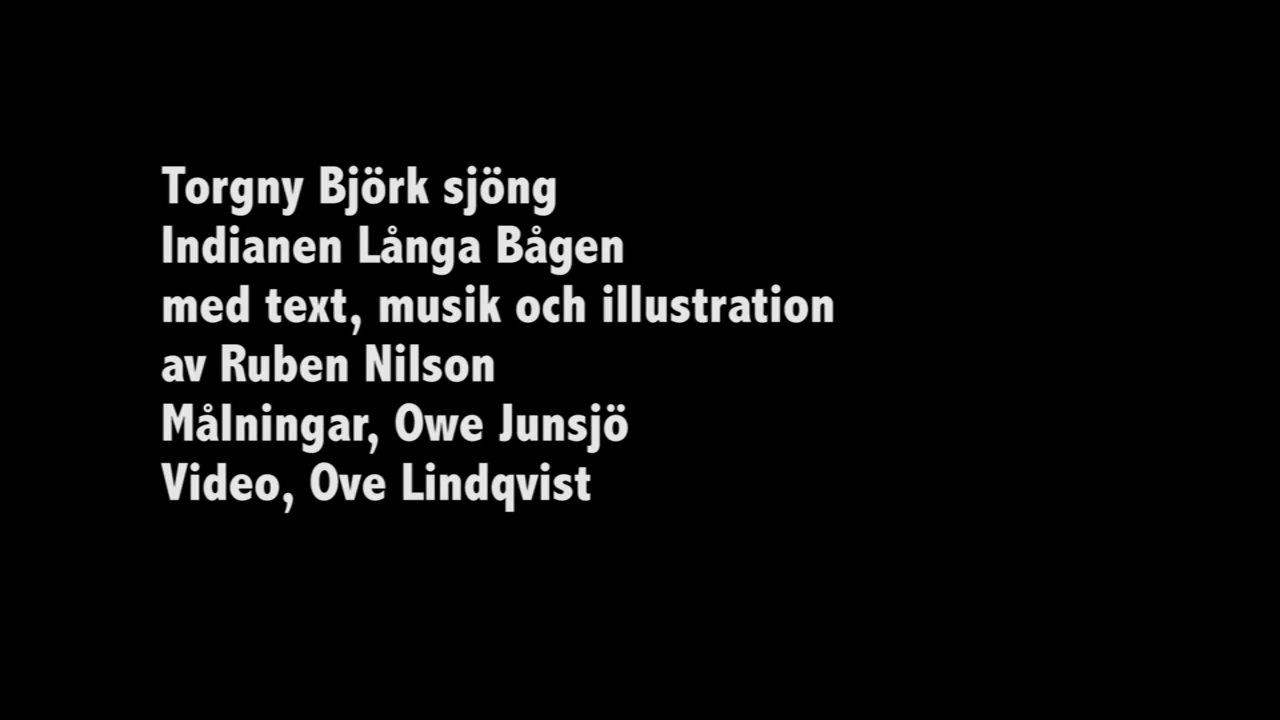 Torgny Björk sjöng
Indianen Långa Bågen
med text, musik och illustration
av Ruben Nilson
Målningar, Owe Junsjö
Video, Ove Lindqvist